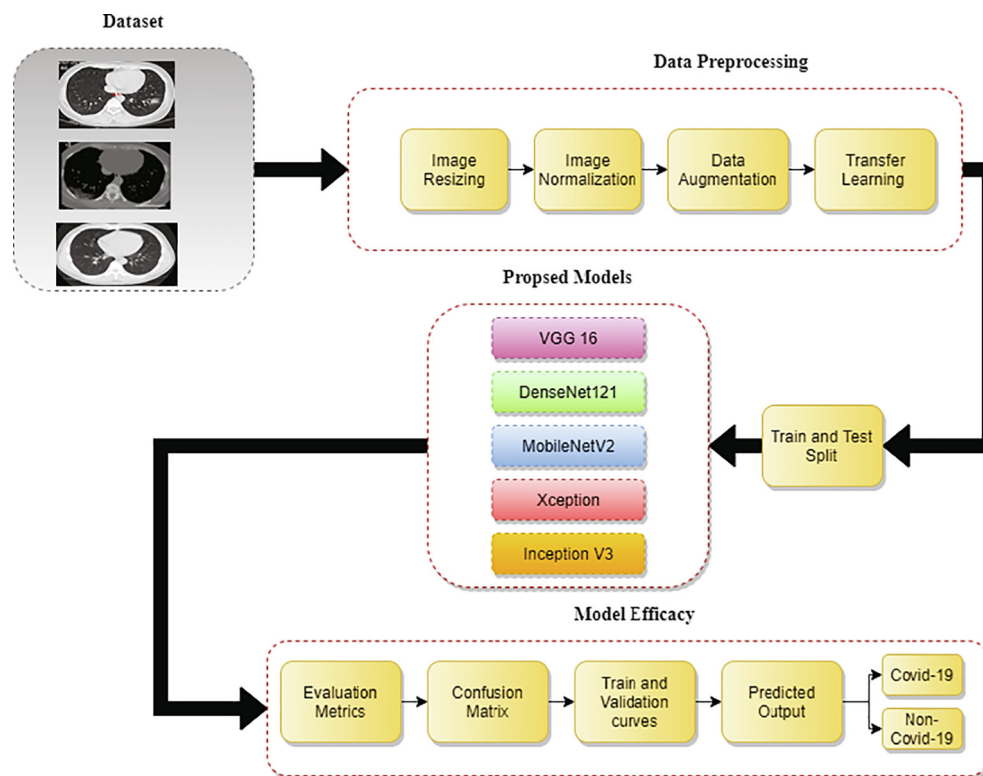 Dataset
Data Preprocessing
Image
Resizing
Image
Normalization
Data
Augmentation
Transfer
Learning
Propsed Models
VGG 16
DenseNet121
MobileNetV2
Xception
Inception V3
Train and Test
Split
Model Efficacy
Evaluation
Metrics
Confusion
Matrix
Train and
Validation
curves
Predicted
Output
Covid-19
Non-
Covid-19